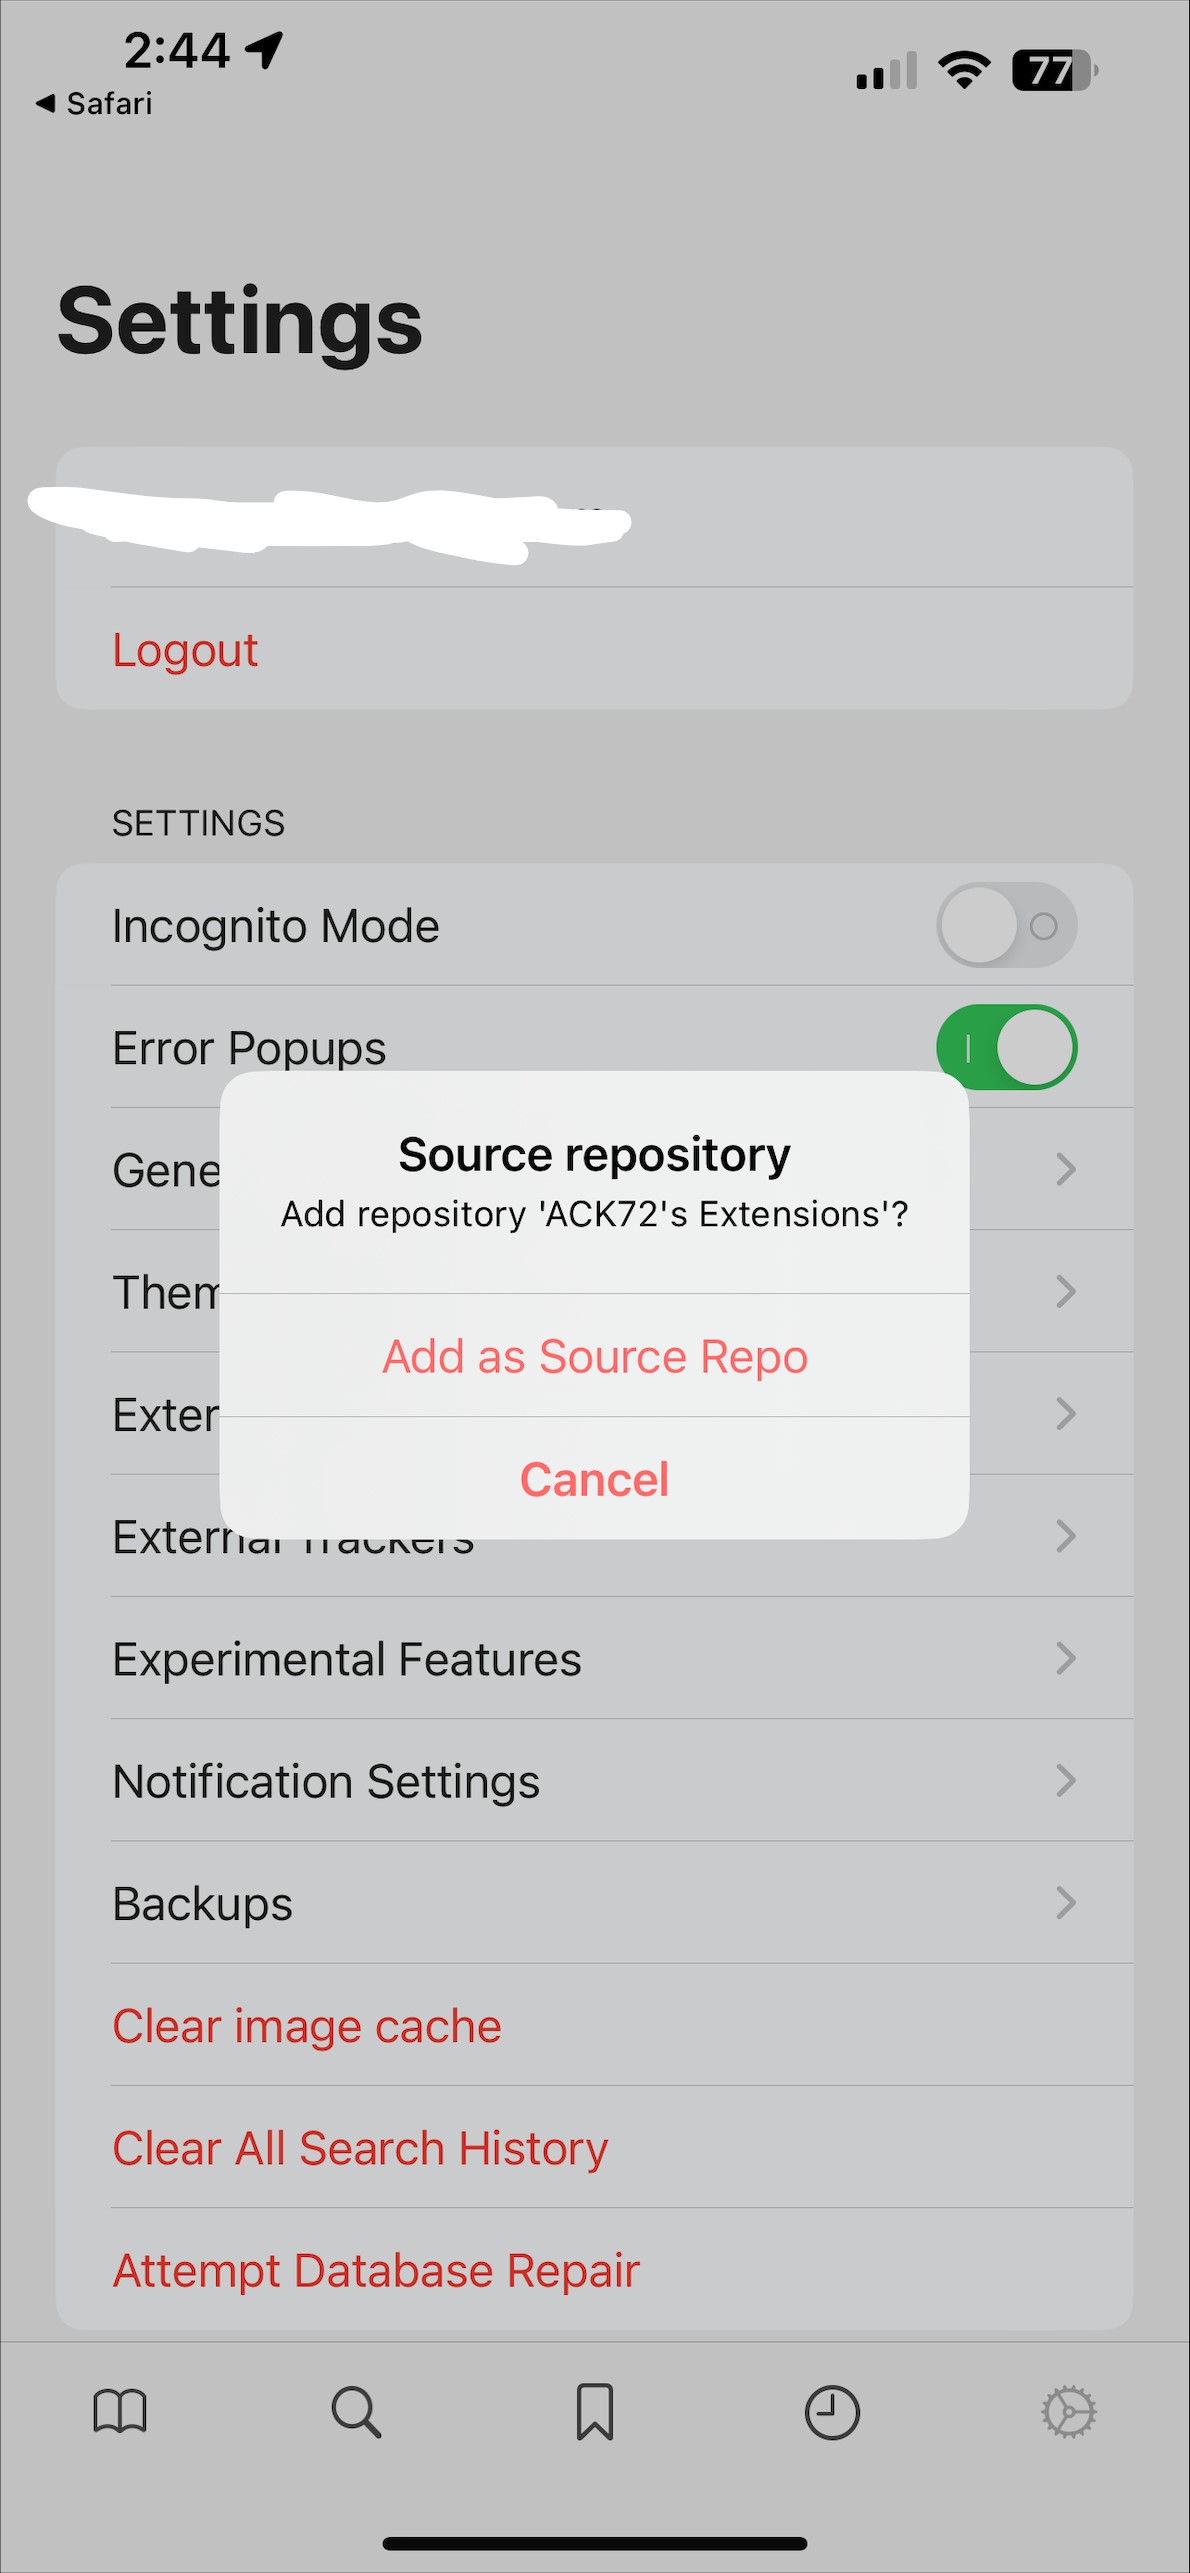 2:44
77
Safari
Settings
Logout
SETTINGS
Incognito Mode
Error Popups
Gene
Them
Exter
External Trackers
Source repository
Add repository 'ACK72's Extensions'?
Add as Source Repo
Cancel
Experimental Features
Notification Settings
Backups
Clear image cache
Clear All Search History
Attempt Database Repair